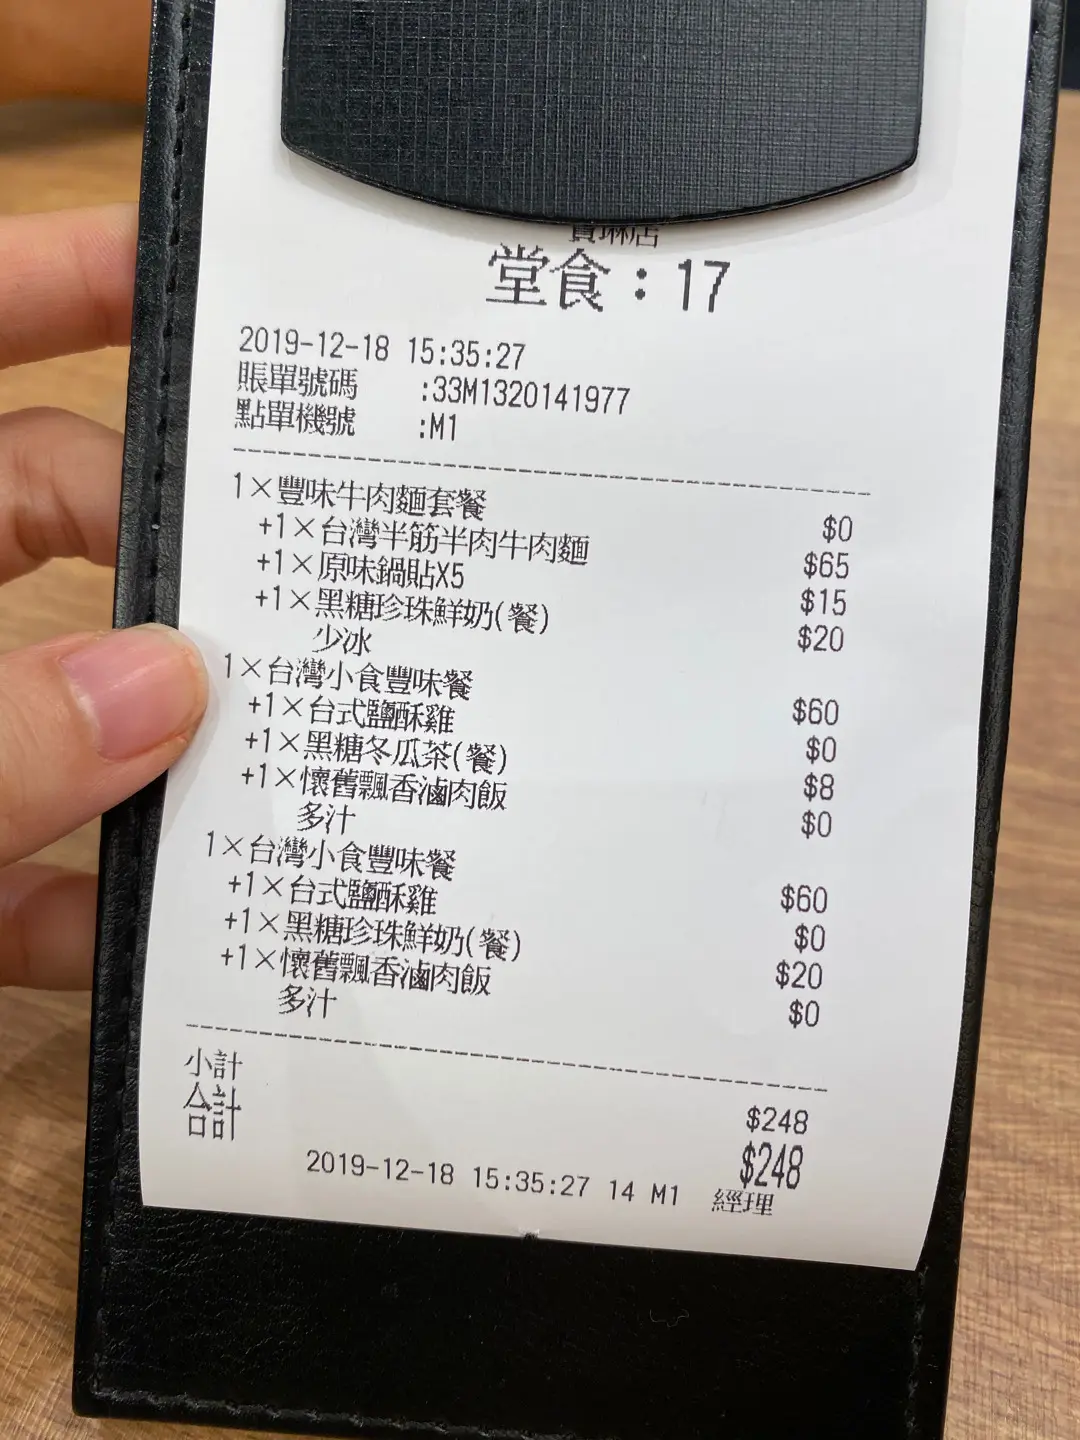 寶琳店
堂食：17
2019-12-18 15:35:27
賬單號碼 :33M1320141977
點單機號 :M1
1×豐味牛肉麵套餐 $0
+1×台灣半筋半肉牛肉麵 $65
+1×原味鍋貼X5 $15
+1×黑糖珍珠鮮奶(餐) $20
少冰
1×台灣小食豐味餐 $60
+1×台式鹽酥雞 $0
+1×黑糖冬瓜茶(餐) $8
+1×懷舊飄香滷肉飯 $0
多汁
1×台灣小食豐味餐 $60
+1×台式鹽酥雞 $0
+1×黑糖珍珠鮮奶(餐) $20
+1×懷舊飄香滷肉飯 $0
多汁
小計 $248
合計 $248
2019-12-18 15:35:27 14 M1 經理